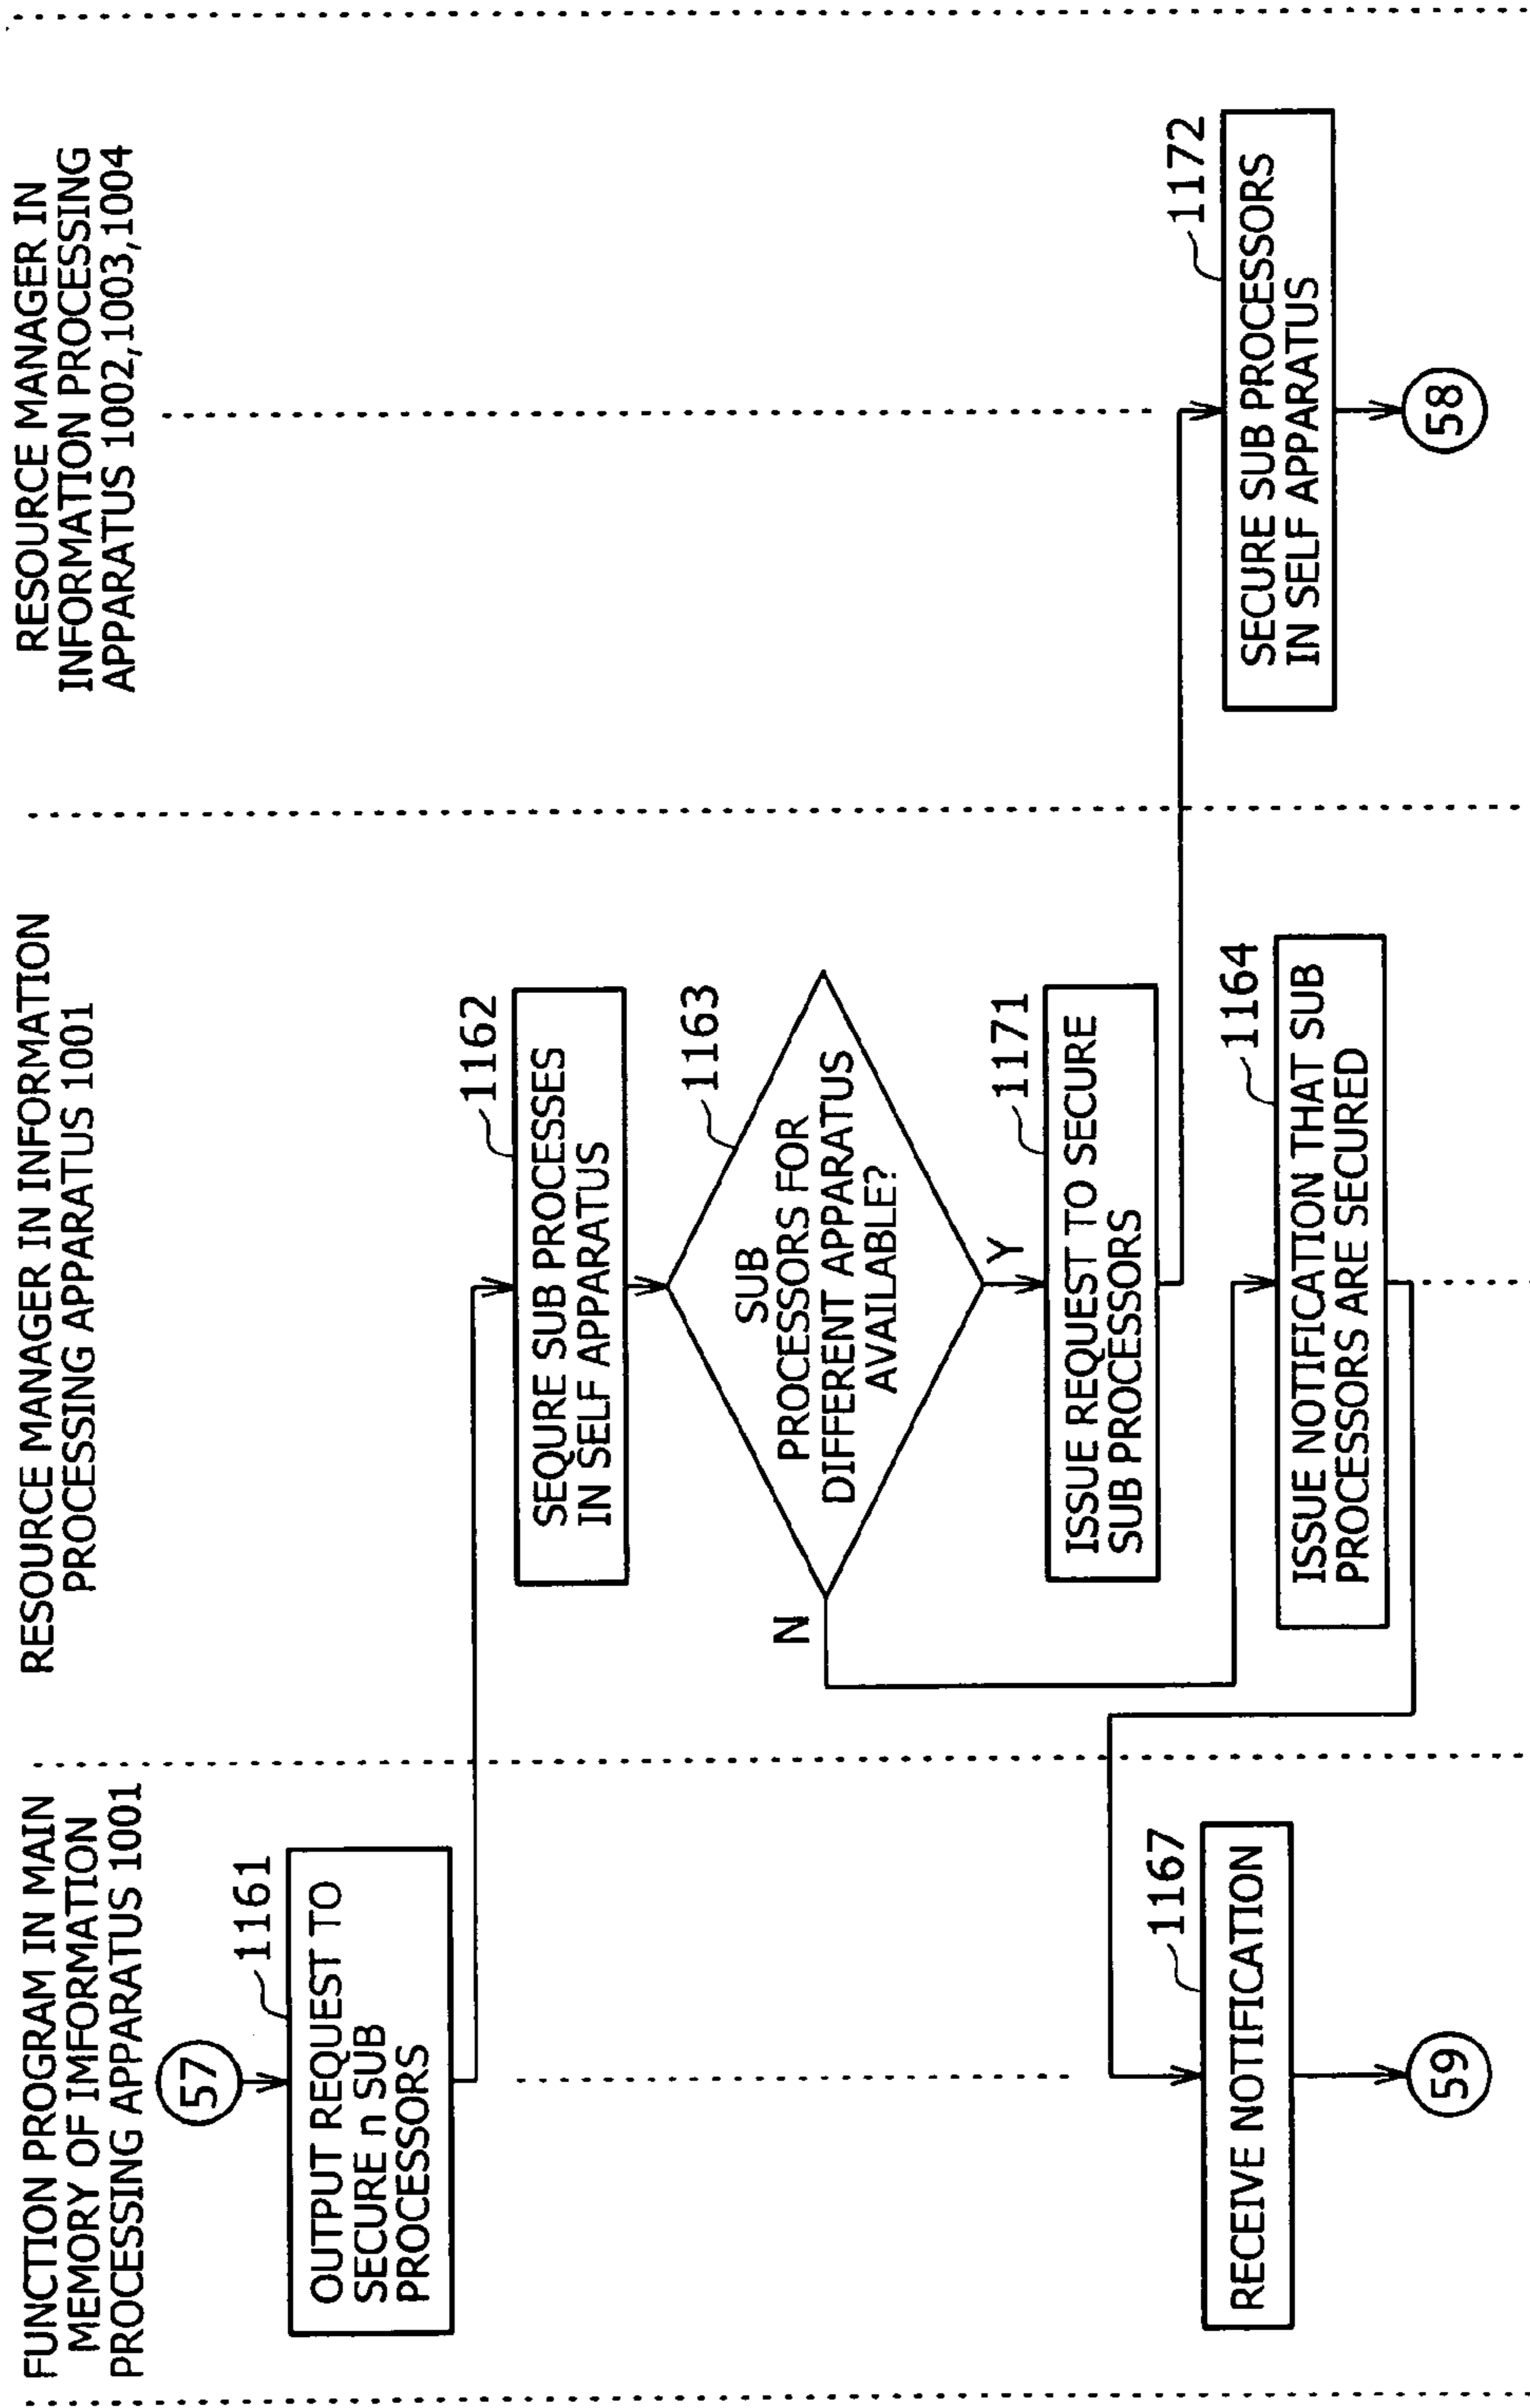 FUNCTION PROGRAM IN MAIN
MEMORY OF IMFORMATION
PROCESSING APPARATUS 1001
57
1161
OUTPUT REQUEST TO
SECURE n SUB
PROCESSORS
1167
RECEIVE NOTIFICATION
59
RESOURCE MANAGER IN INFORMATION
PROCESSING APPARATUS 1001
1162
SEQURE SUB PROCESSES
IN SELF APPARATUS
1163
SUB
PROCESSORS FOR
DIFFERENT APPARATUS
AVAILABLE?
N
Y
1171
ISSUE REQUEST TO SECURE
SUB PROCESSORS
1164
ISSUE NOTIFICATION THAT SUB
PROCESSORS ARE SECURED
RESOURCE MANAGER IN
INFORMATION PROCESSING
APPARATUS 1002,1003,1004
1172
SECURE SUB PROCESSORS
IN SELF APPARATUS
58